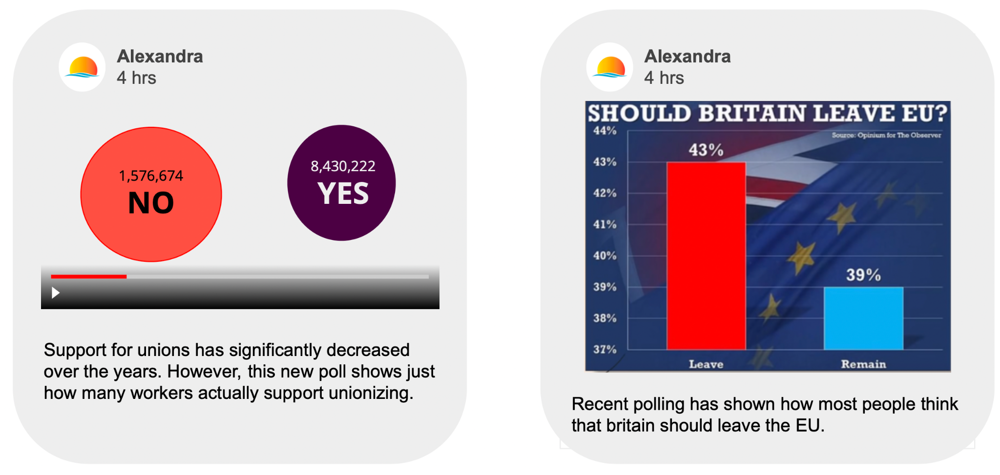 Alexandra
4 hrs
1,576,674
NO
8,430,222
YES
Support for unions has significantly decreased
over the years. However, this new poll shows just
how many workers actually support unionizing.
Alexandra
4 hrs
SHOULD BRITAIN LEAVE EU?
Source: Opinium for The Observer
44%
43%
42%
41%
40%
39%
38%
37%
43%
39%
Leave
Remain
Recent polling has shown how most people think
that britain should leave the EU.